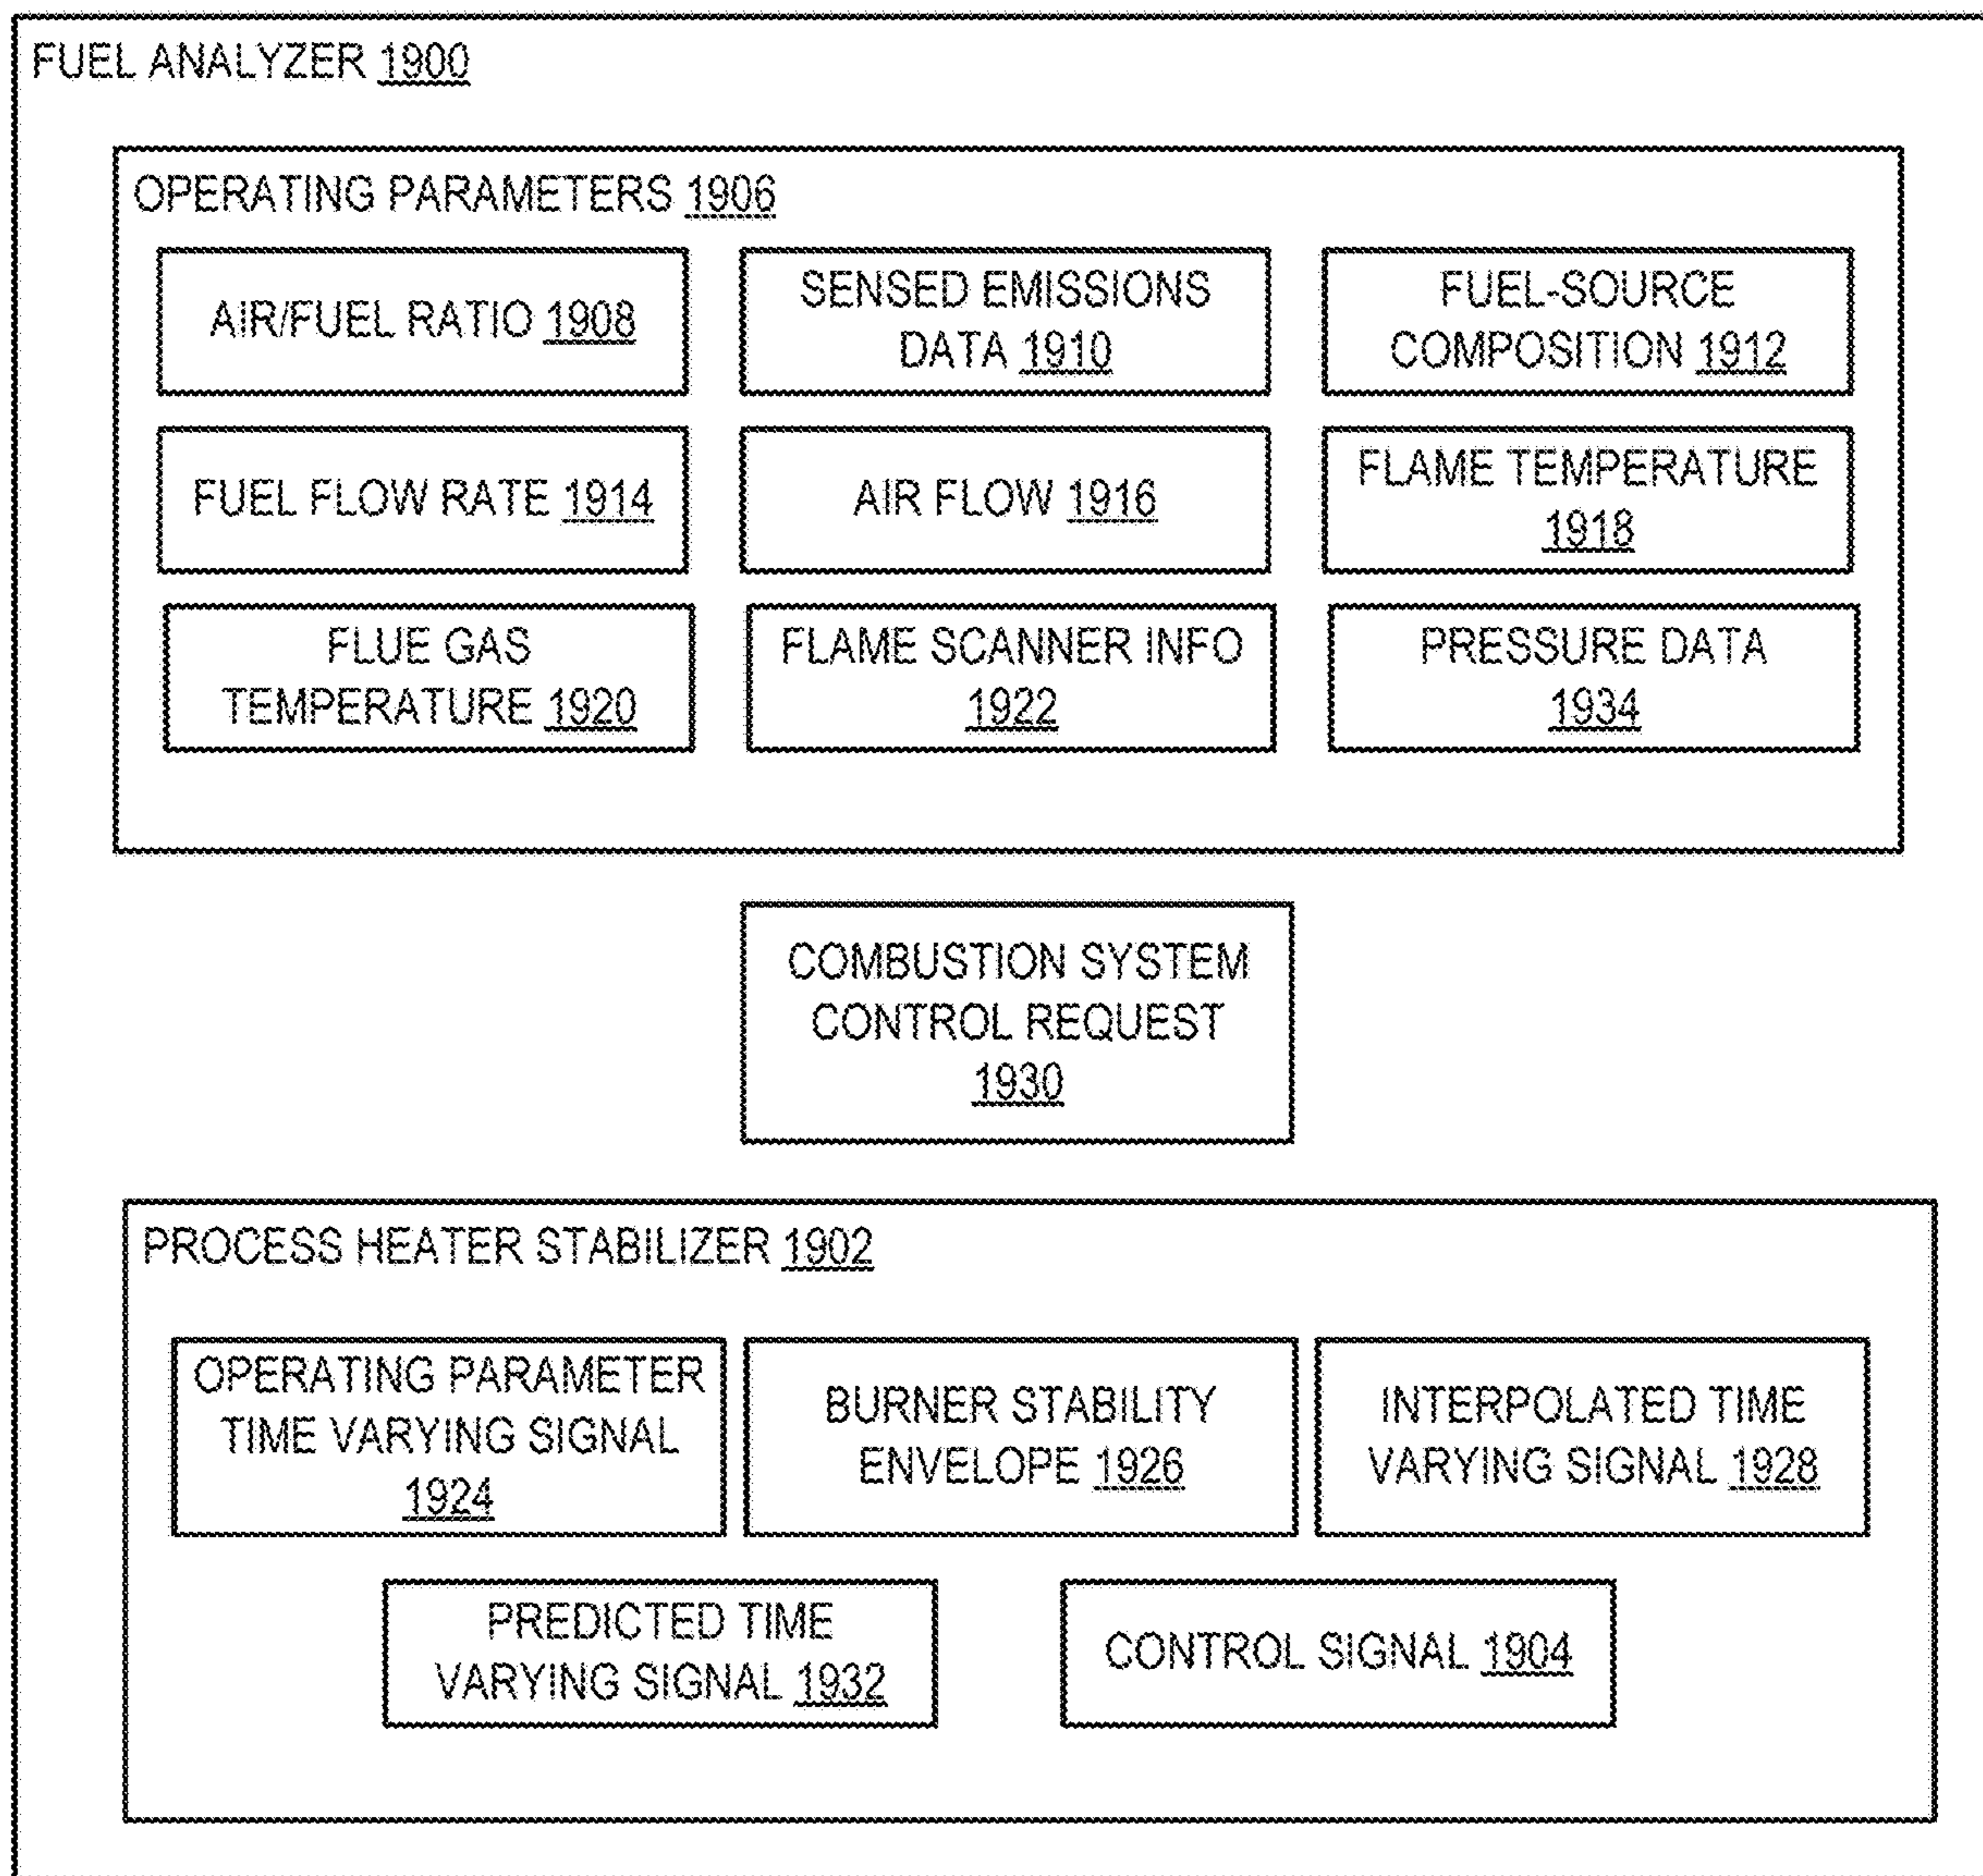 FUEL ANALYZER 1900
OPERATING PARAMETERS 1906
AIR/FUEL RATIO 1908
SENSED EMISSIONS
DATA 1910
FUEL-SOURCE
COMPOSITION 1912
FUEL FLOW RATE 1914
AIR FLOW 1916
FLAME TEMPERATURE
1918
FLUE GAS
TEMPERATURE 1920
FLAME SCANNER INFO
1922
PRESSURE DATA
1934
COMBUSTION SYSTEM
CONTROL REQUEST
1930
PROCESS HEATER STABILIZER 1902
OPERATING PARAMETER
TIME VARYING SIGNAL
1924
BURNER STABILITY
ENVELOPE 1926
INTERPOLATED TIME
VARYING SIGNAL 1928
PREDICTED TIME
VARYING SIGNAL 1932
CONTROL SIGNAL 1904